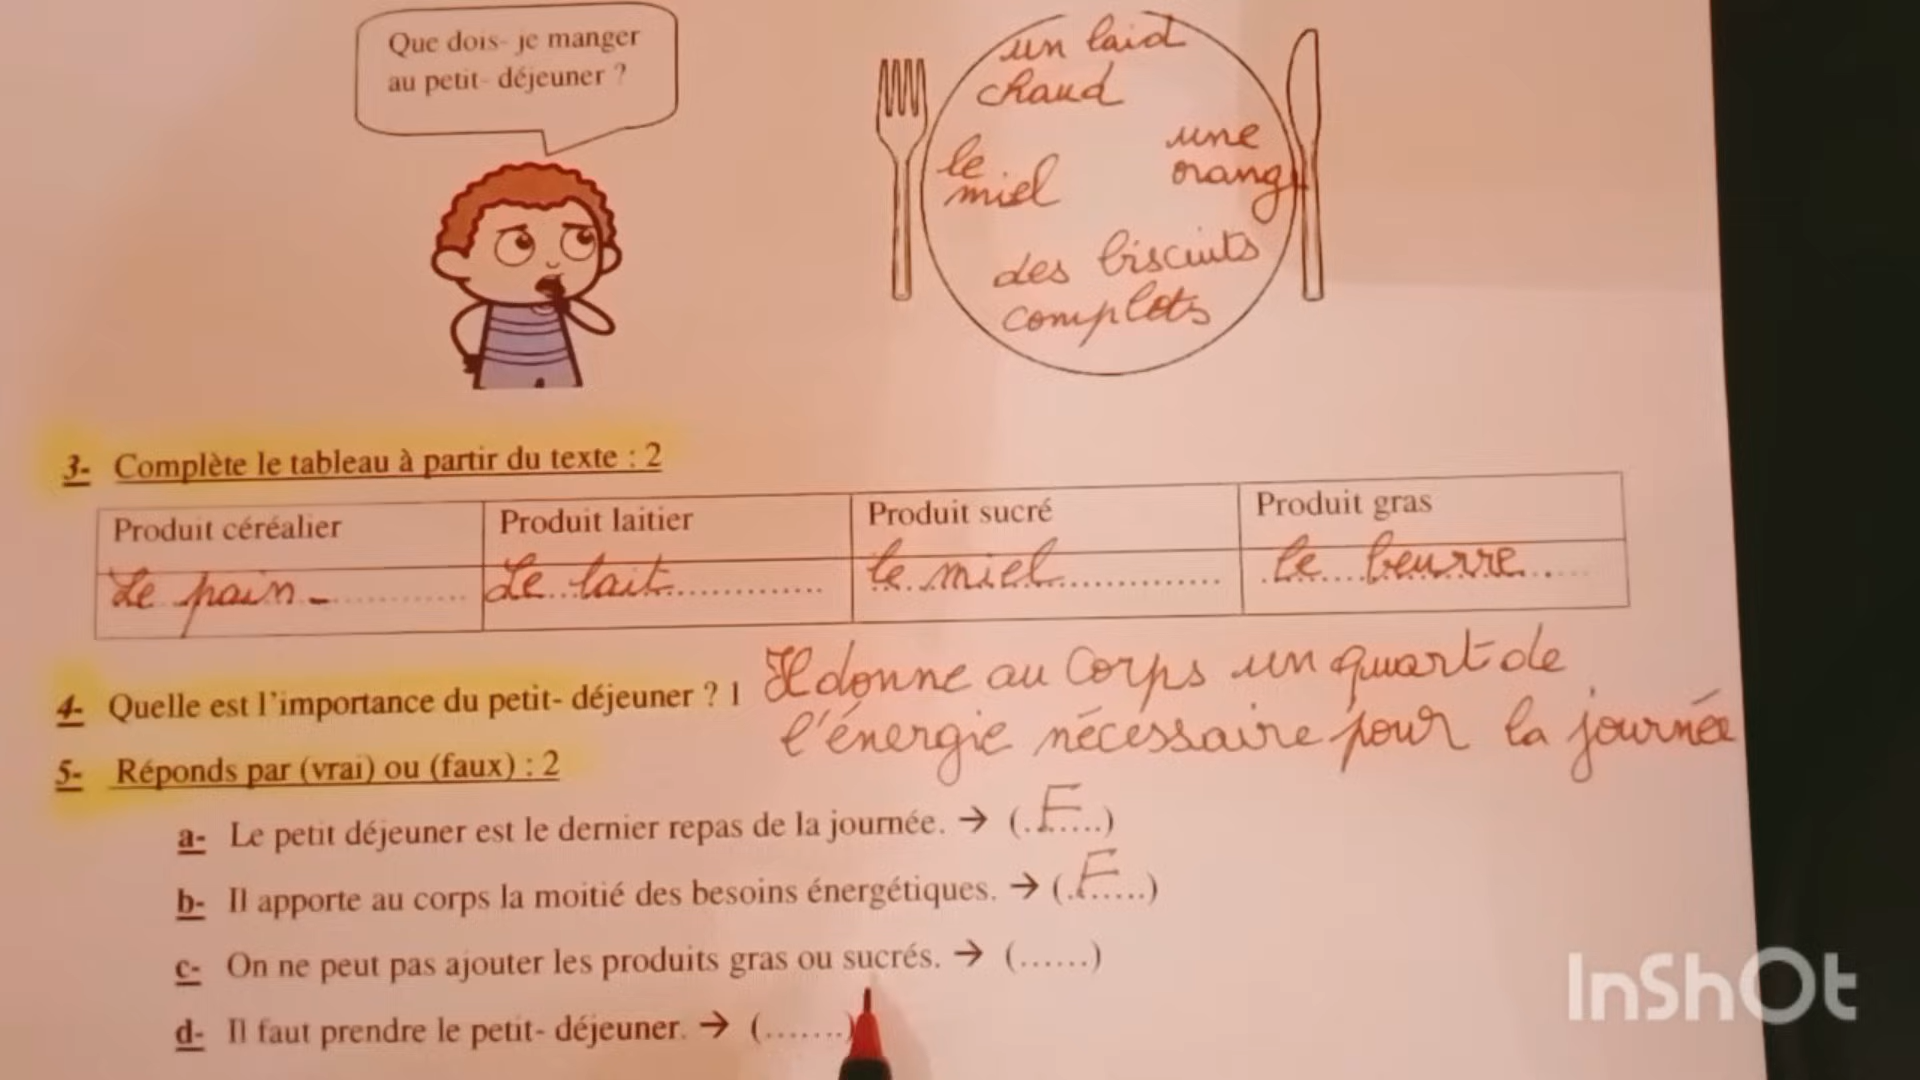 Que dois- je manger
au petit- déjeuner ?
un laid
chaud
le
miel
une
orang
des biscuits
complots
3- Complète le tableau à partir du texte : 2
Produit céréalier Produit laitier Produit sucré Produit gras
Le pain Le lait le miel le beurre
4- Quelle est l'importance du petit- déjeuner ? 1
Il donne au Corps un quart de
l'énergie nécessaire pour la journée
5- Réponds par (vrai) ou (faux) : 2
a- Le petit déjeuner est le dernier repas de la journée. → (.F....)
b- Il apporte au corps la moitié des besoins énergétiques. → (.F.....)
c- On ne peut pas ajouter les produits gras ou sucrés. → (......)
d- Il faut prendre le petit- déjeuner. → (.......)
InShOt